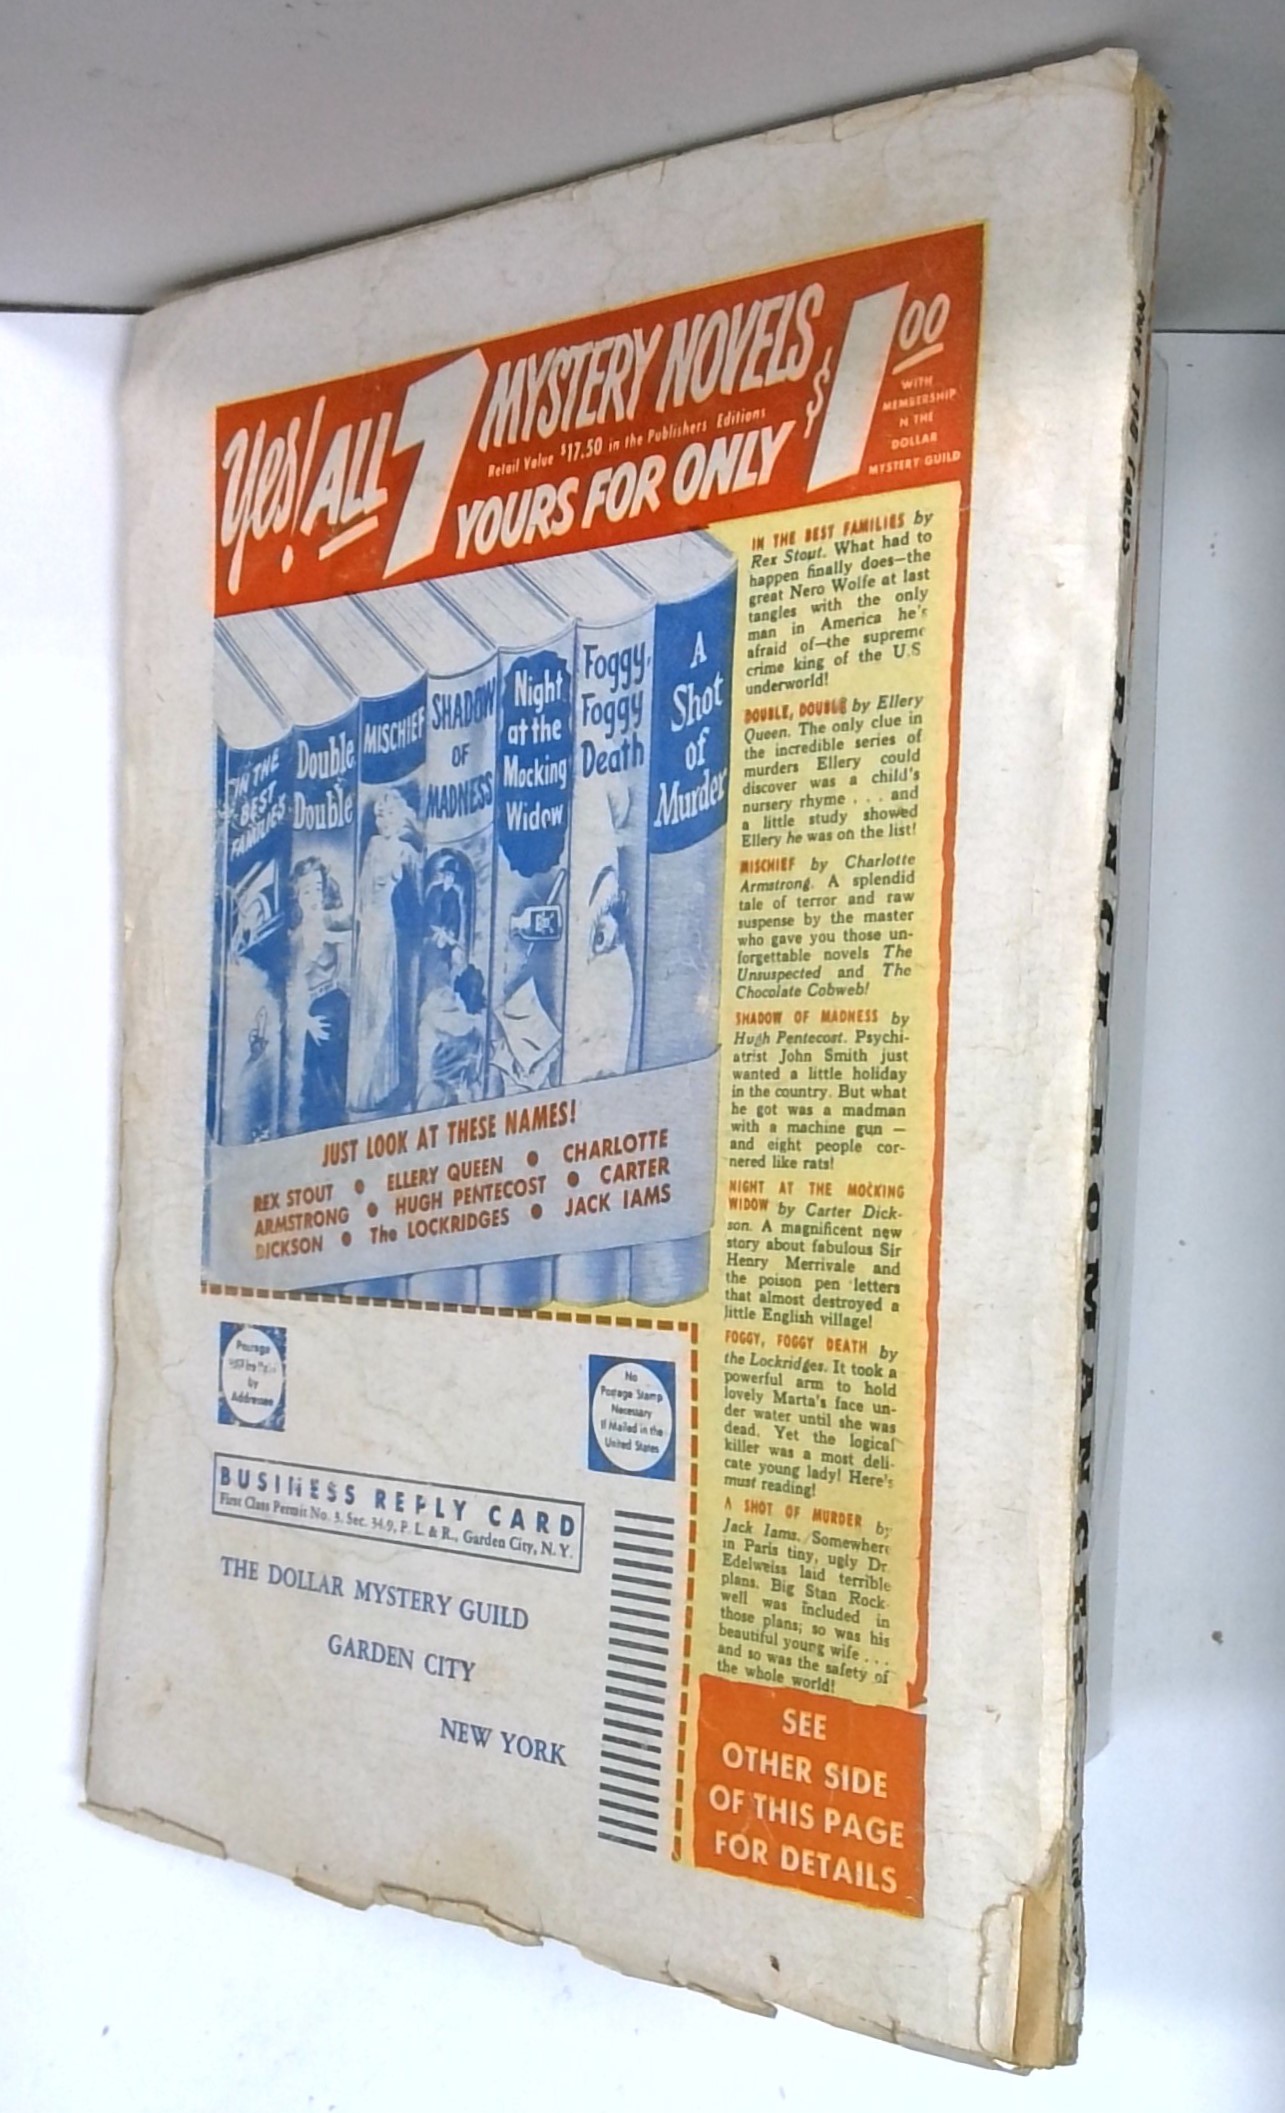 Yes! ALL 7 MYSTERY NOVELS $1.00
Retail Value $17.50 in the Publishers Editions
YOURS FOR ONLY
WITH
MEMBERSHIP
N THE
DOLLAR
MYSTERY GUILD
IN THE
BEST
FAMILIES
Double
Double
MISCHIEF
SHADOW
OF
MADNESS
Night
at the
Mocking
Widow
Foggy,
Foggy
Death
A
Shot
of
Murder
JUST LOOK AT THESE NAMES!
REX STOUT • ELLERY QUEEN • CHARLOTTE
ARMSTRONG • HUGH PENTECOST • CARTER
DICKSON • The LOCKRIDGES • JACK IAMS
IN THE BEST FAMILIES by
Rex Stout. What had to
happen finally does—the
great Nero Wolfe at last
tangles with the only
man in America he's
afraid of—the supreme
crime king of the U.S
underworld!
DOUBLE, DOUBLE by Ellery
Queen. The only clue in
the incredible series of
murders Ellery could
discover was a child's
nursery rhyme . . . and
a little study showed
Ellery he was on the list!
MISCHIEF by Charlotte
Armstrong. A splendid
tale of terror and raw
suspense by the master
who gave you those un-
forgettable novels The
Unsuspected and The
Chocolate Cobweb!
SHADOW OF MADNESS by
Hugh Pentecost. Psychi-
atrist John Smith just
wanted a little holiday
in the country. But what
he got was a madman
with a machine gun —
and eight people cor-
nered like rats!
NIGHT AT THE MOCKING
WIDOW by Carter Dick-
son. A magnificent new
story about fabulous Sir
Henry Merrivale and
the poison pen letters
that almost destroyed a
little English village!
FOGGY, FOGGY DEATH by
the Lockridges. It took a
powerful arm to hold
lovely Marta's face un-
der water until she was
dead. Yet the logical
killer was a most deli-
cate young lady! Here's
must reading!
A SHOT OF MURDER by
Jack Iams. Somewhere
in Paris tiny, ugly Dr.
Edelweiss laid terrible
plans. Big Stan Rock-
well was included in
those plans; so was his
beautiful young wife . . .
and so was the safety of
the whole world!
SEE
OTHER SIDE
OF THIS PAGE
FOR DETAILS
Postage
by
Addressee
No
Postage Stamp
Necessary
If Mailed in the
United States
BUSINESS REPLY CARD
First Class Permit No. 3, Sec. 34.9, P. L. & R., Garden City, N. Y.
THE DOLLAR MYSTERY GUILD
GARDEN CITY
NEW YORK
RANCH ROMANCES